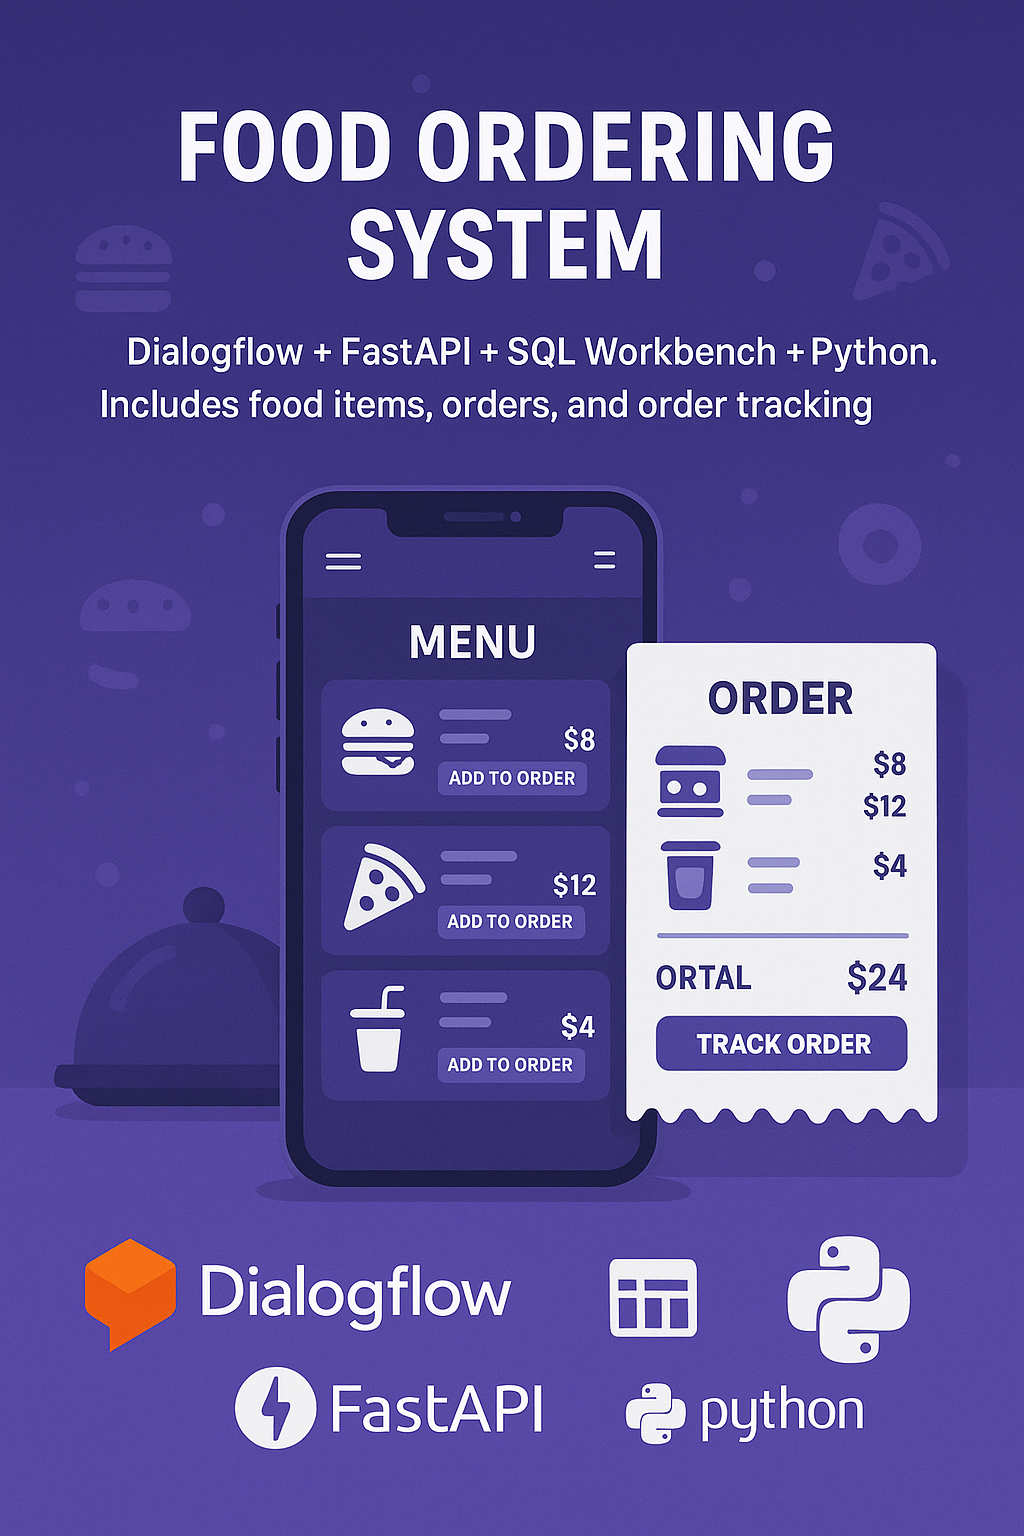 FOOD ORDERING
SYSTEM
Dialogflow + FastAPI + SQL Workbench + Python.
Includes food items, orders, and order tracking
MENU
$8
ADD TO ORDER
$12
ADD TO ORDER
$4
ADD TO ORDER
ORDER
$8
$12
$4
ORTAL $24
TRACK ORDER
Dialogflow
FastAPI
python